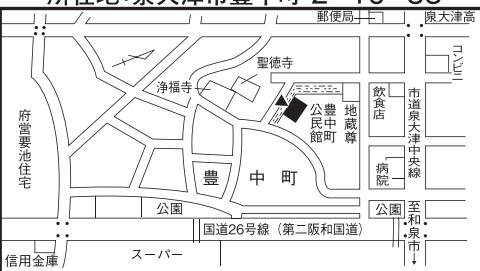 所在地:泉大津市豊中町
郵便局
泉大津高
コンビニ
聖徳寺
浄福寺
飲食店
市道泉大津中央線
地蔵尊
豊中町
公民館
府営要池住宅
病院
豊中町
公園
公園
国道26号線(第二阪和国道)
至和泉市→
スーパー
信用金庫